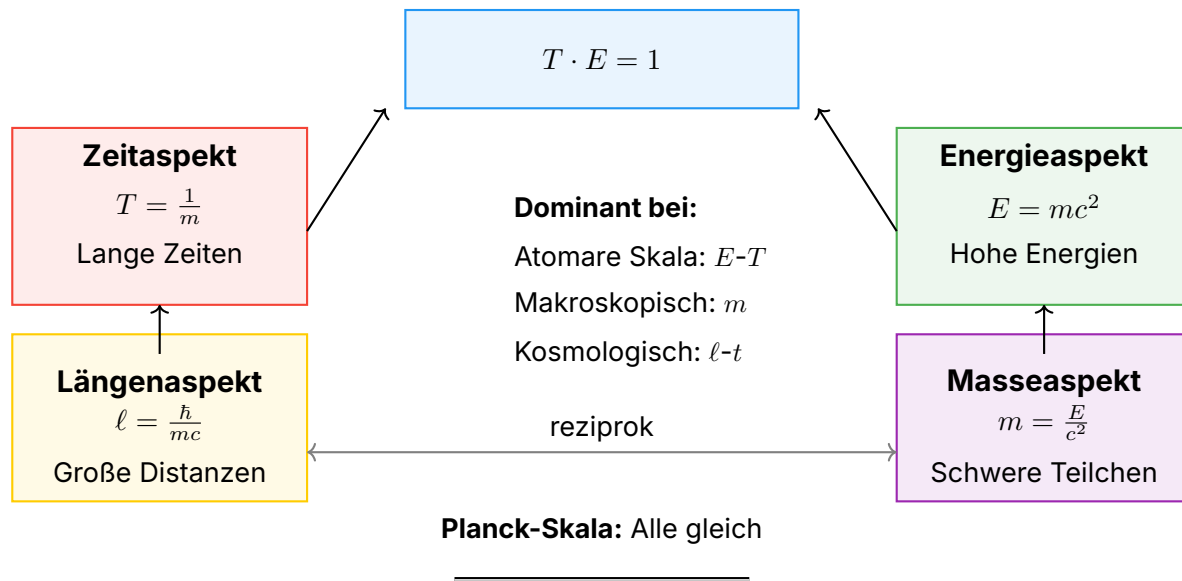 T · E = 1
Zeitaspekt
T = 1/m
Lange Zeiten
Energieaspekt
E = mc²
Hohe Energien
Dominant bei:
Atomare Skala: E-T
Makroskopisch: m
Kosmologisch: ℓ-t
Längenaspekt
ℓ = ℏ/mc
Große Distanzen
reziprok
Masseaspekt
m = E/c²
Schwere Teilchen
Planck-Skala: Alle gleich